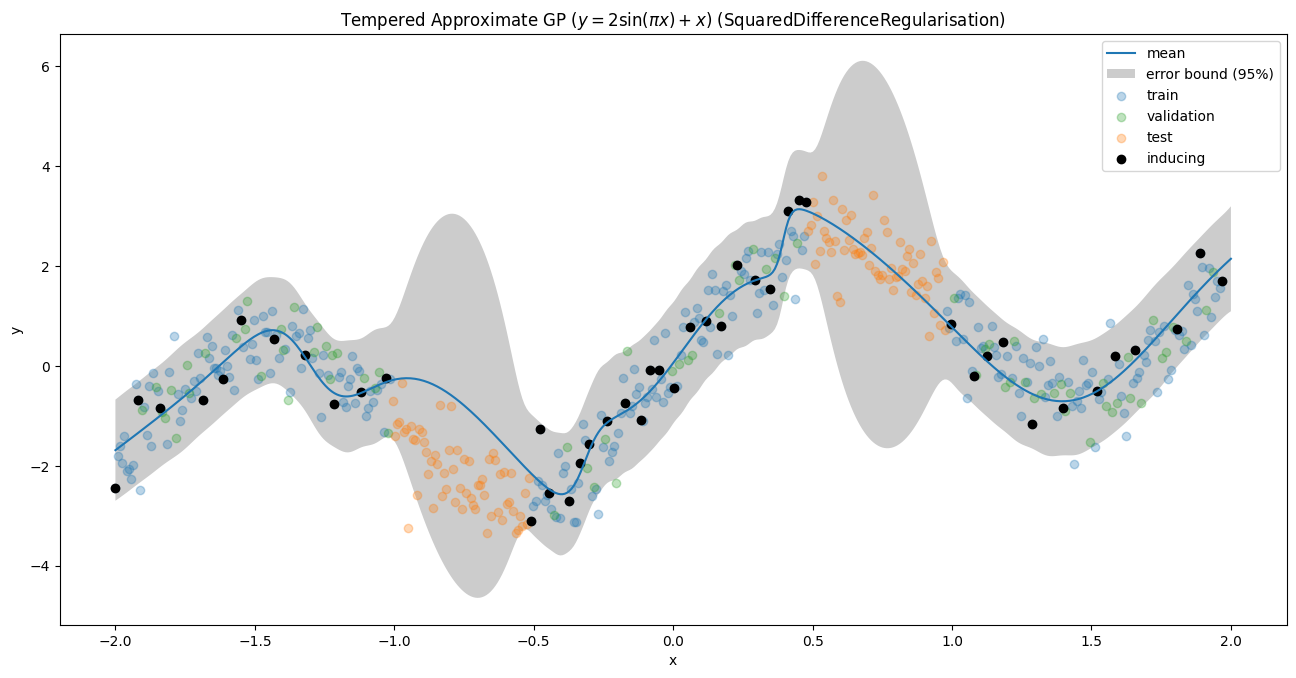 Tempered Approximate GP (y = 2sin(πx) + x) (SquaredDifferenceRegularisation)
mean
error bound (95%)
train
validation
test
inducing
y
6
4
2
0
−2
−4
−2.0 −1.5 −1.0 −0.5 0.0 0.5 1.0 1.5 2.0
x